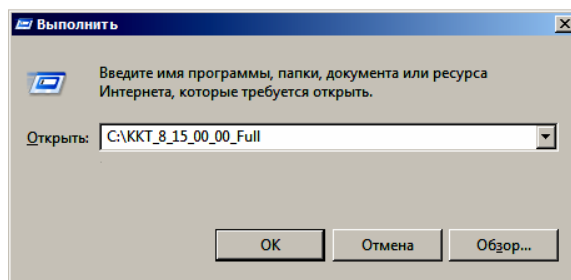 Выполнить
Введите имя программы, папки, документа или ресурса
Интернета, которые требуется открыть.
Открыть: C:\KKT_8_15_00_00_Full
OK Отмена Обзор...